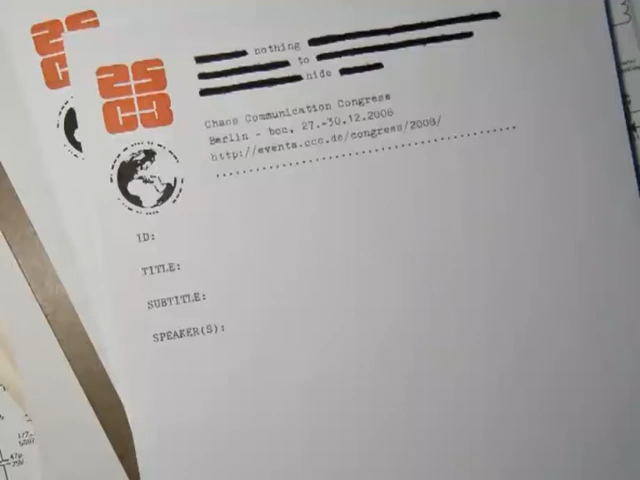 25
C3
nothing
to
hide
Chaos Communication Congress
Berlin - bcc, 27.-30.12.2008
http://events.ccc.de/congress/2008/
ID:
TITLE:
SUBTITLE:
SPEAKER(S):